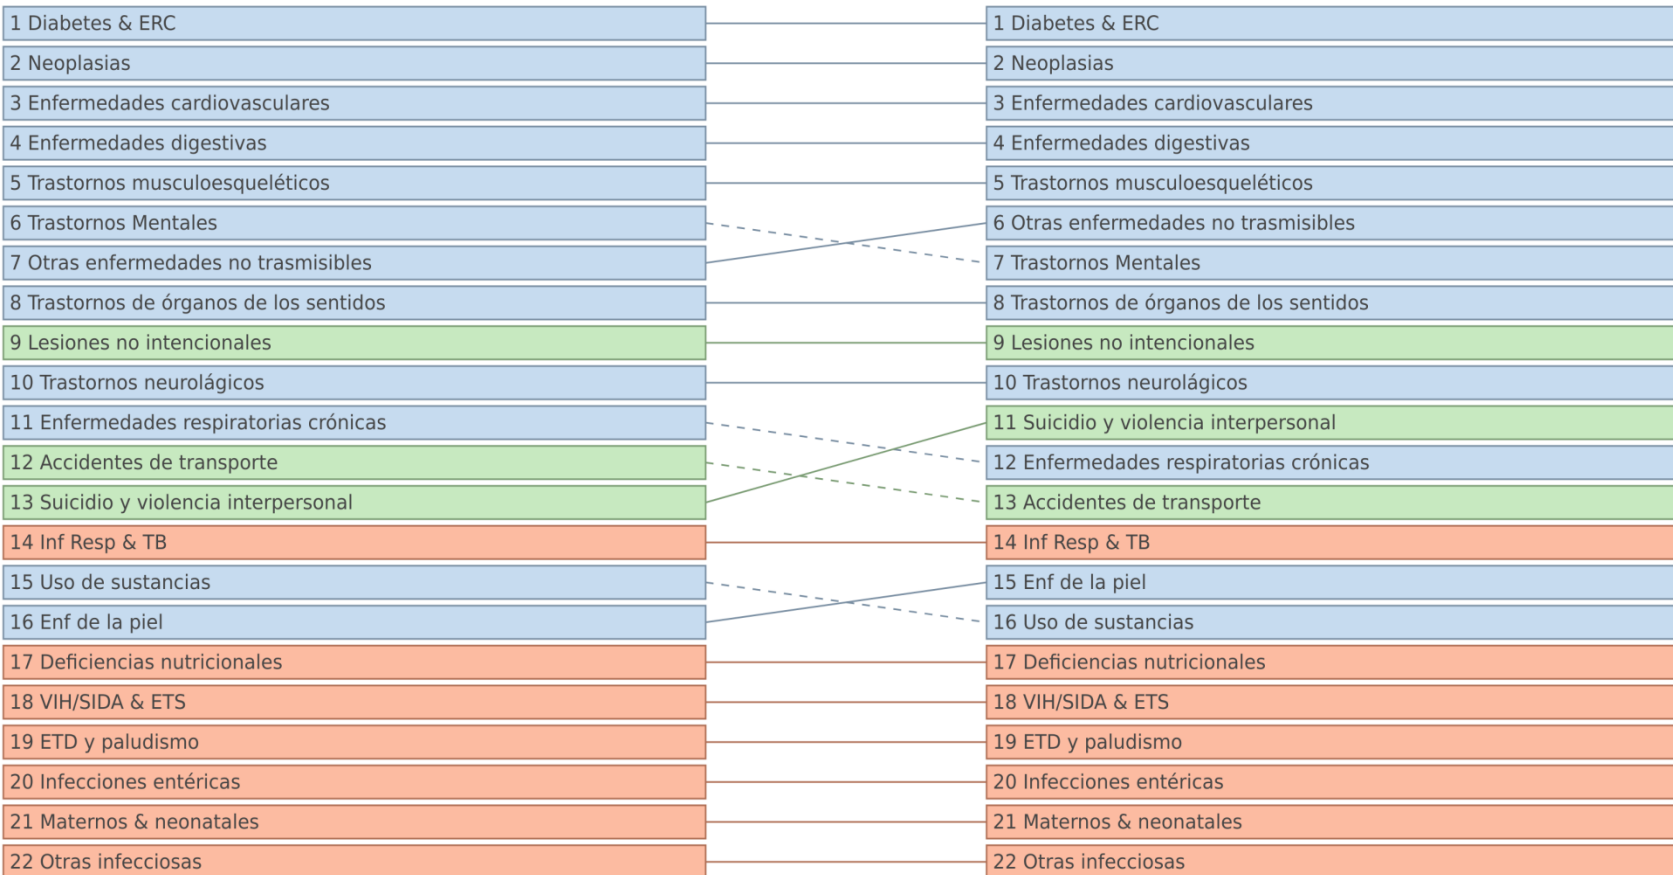 1 Diabetes & ERC
2 Neoplasias
3 Enfermedades cardiovasculares
4 Enfermedades digestivas
5 Trastornos musculoesqueléticos
6 Trastornos Mentales
7 Otras enfermedades no trasmisibles
8 Trastornos de órganos de los sentidos
9 Lesiones no intencionales
10 Trastornos neurolágicos
11 Enfermedades respiratorias crónicas
12 Accidentes de transporte
13 Suicidio y violencia interpersonal
14 Inf Resp & TB
15 Uso de sustancias
16 Enf de la piel
17 Deficiencias nutricionales
18 VIH/SIDA & ETS
19 ETD y paludismo
20 Infecciones entéricas
21 Maternos & neonatales
22 Otras infecciosas
1 Diabetes & ERC
2 Neoplasias
3 Enfermedades cardiovasculares
4 Enfermedades digestivas
5 Trastornos musculoesqueléticos
6 Otras enfermedades no trasmisibles
7 Trastornos Mentales
8 Trastornos de órganos de los sentidos
9 Lesiones no intencionales
10 Trastornos neurolágicos
11 Suicidio y violencia interpersonal
12 Enfermedades respiratorias crónicas
13 Accidentes de transporte
14 Inf Resp & TB
15 Enf de la piel
16 Uso de sustancias
17 Deficiencias nutricionales
18 VIH/SIDA & ETS
19 ETD y paludismo
20 Infecciones entéricas
21 Maternos & neonatales
22 Otras infecciosas